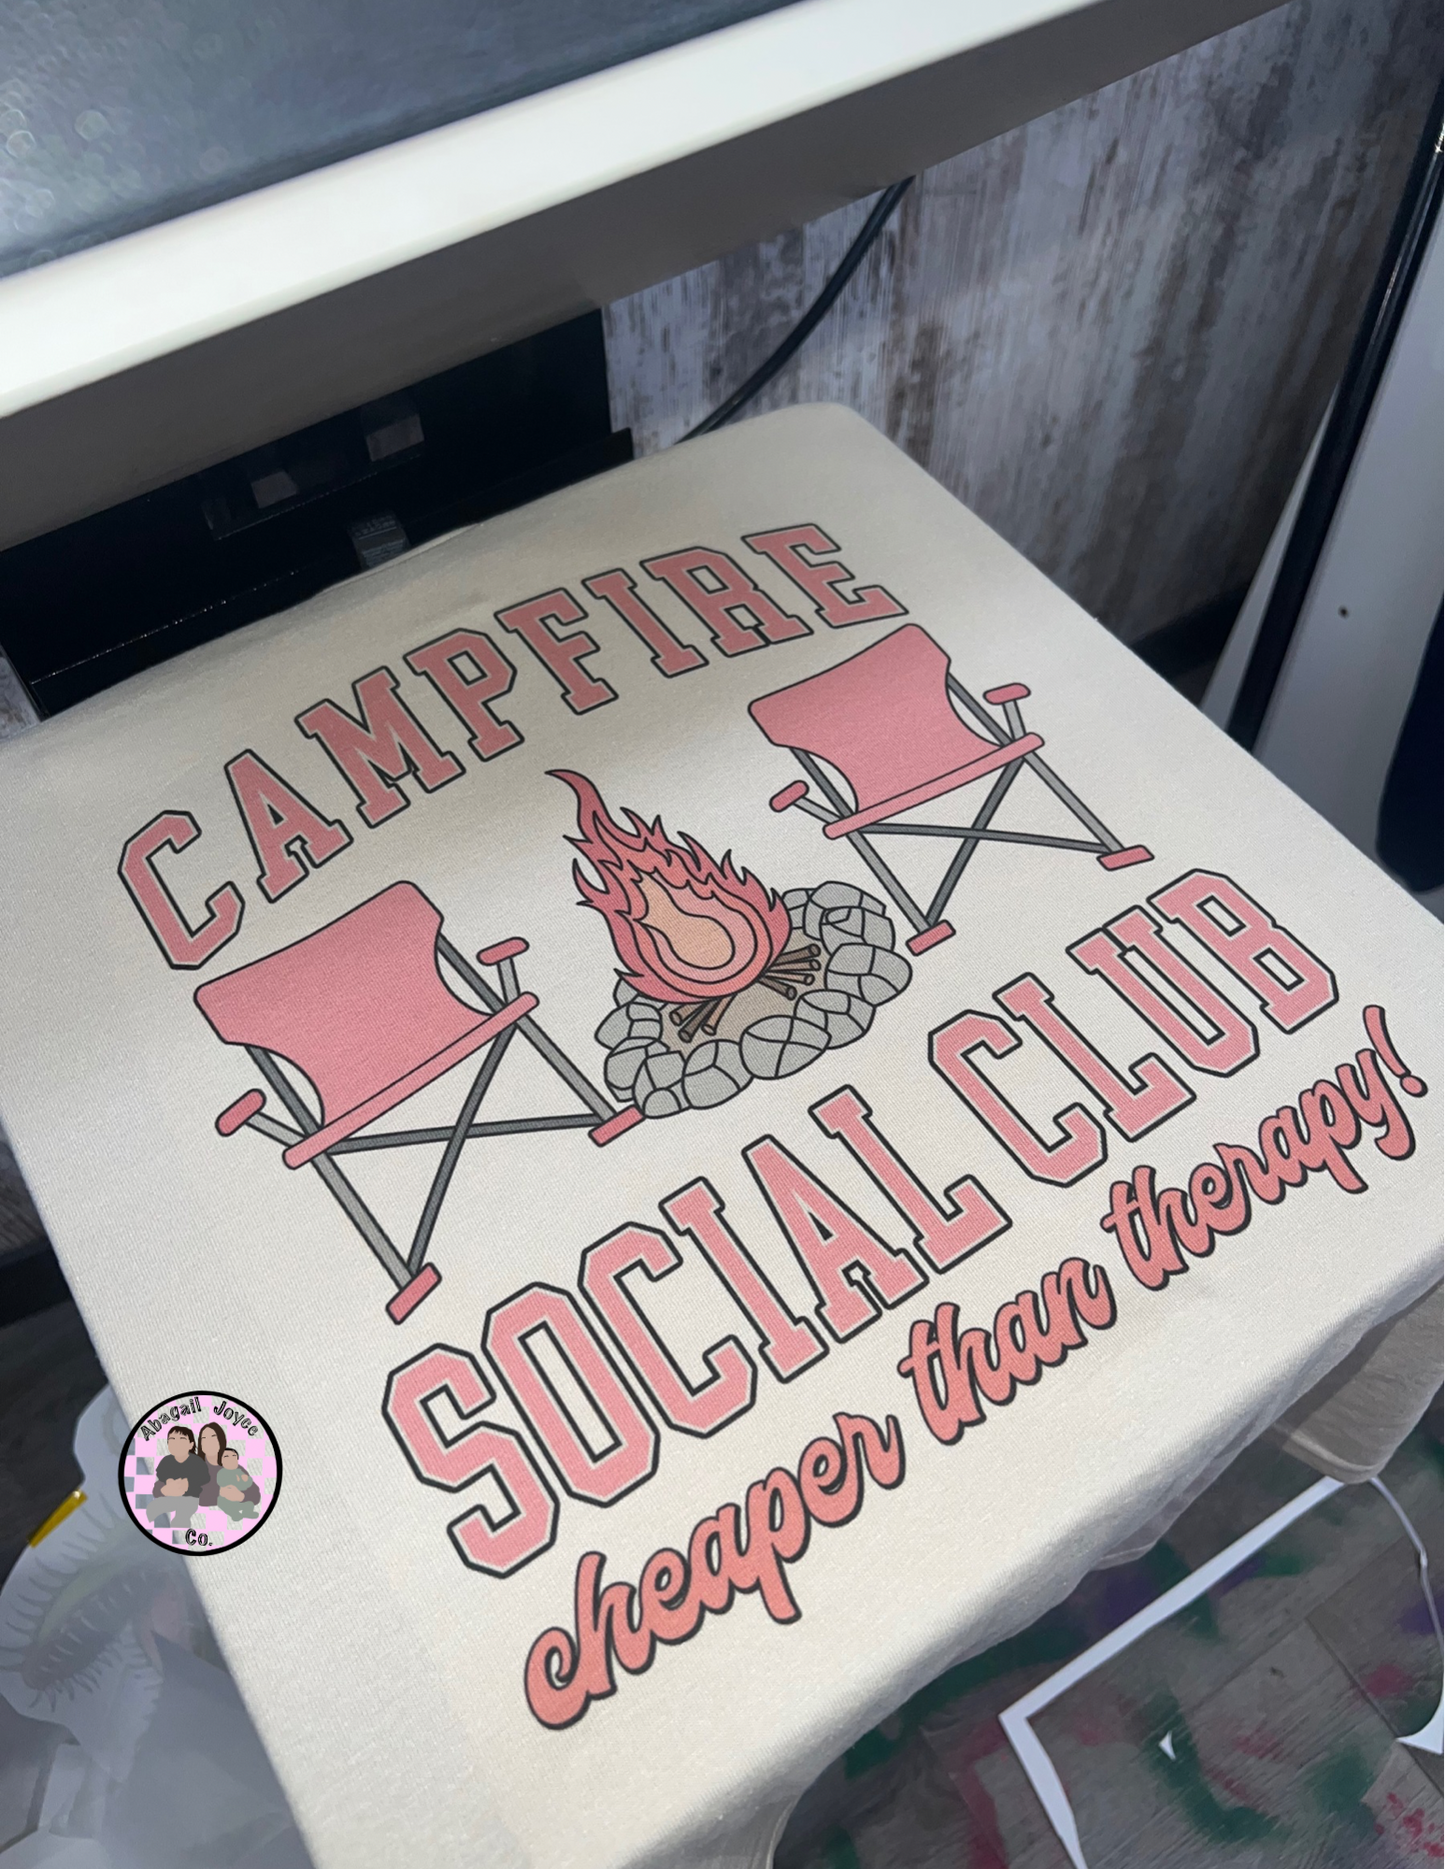 CAMPFIRE
SOCIAL CLUB
cheaper than therapy!
Abagail Joyce
Co.